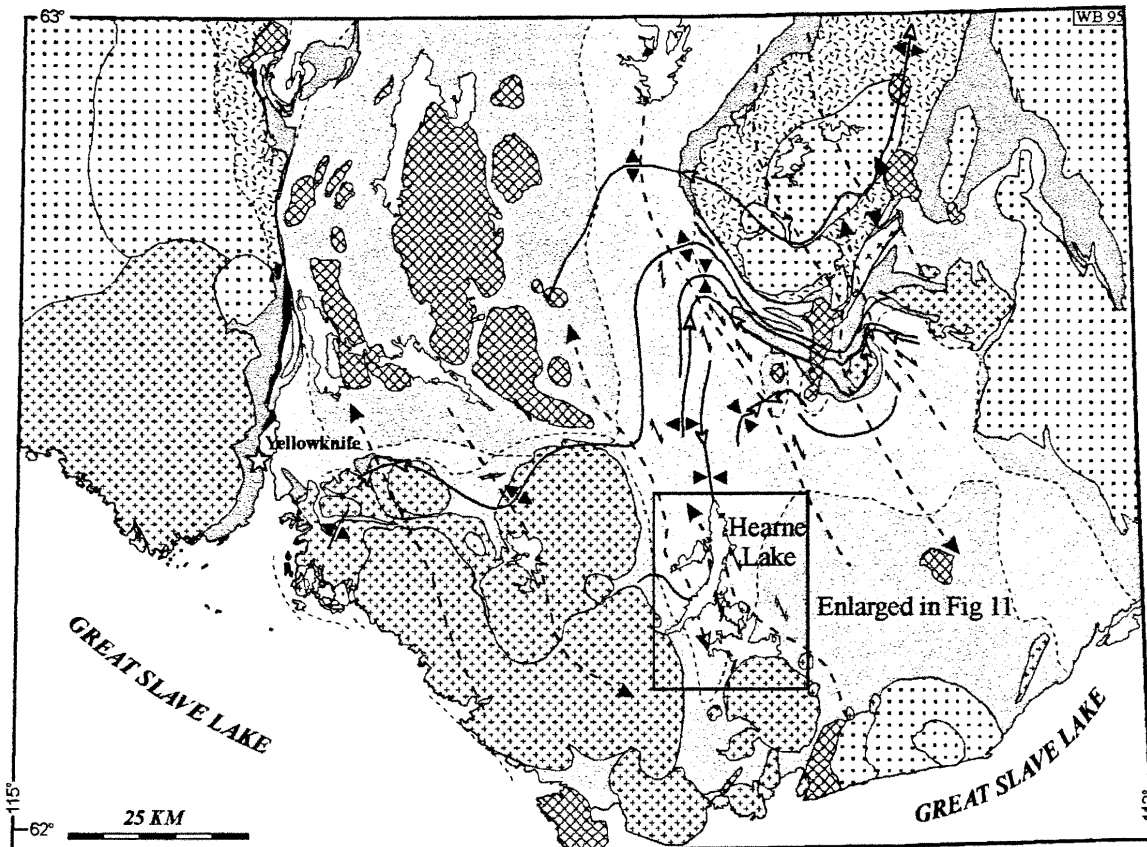 63°
WB 95
Yellowknife
Hearne
Lake
Enlarged in Fig 11
GREAT SLAVE LAKE
GREAT SLAVE LAKE
115°
62°
25 KM